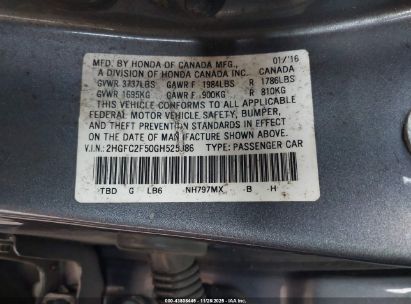 MFD. BY HONDA OF CANADA MFG., 01/16
A DIVISION OF HONDA CANADA INC. CANADA
GVWR 3737LBS GAWR F 1984LBS R 1786LBS
GVWR 1695KG GAWR F 900KG R 810KG
THIS VEHICLE CONFORMS TO ALL APPLICABLE
FEDERAL MOTOR VEHICLE SAFETY, BUMPER,
AND THEFT PREVENTION STANDARDS IN EFFECT
ON THE DATE OF MANUFACTURE SHOWN ABOVE.
V.I.N.: TYPE: PASSENGER CAR
TBD G LB6 NH797MX B H